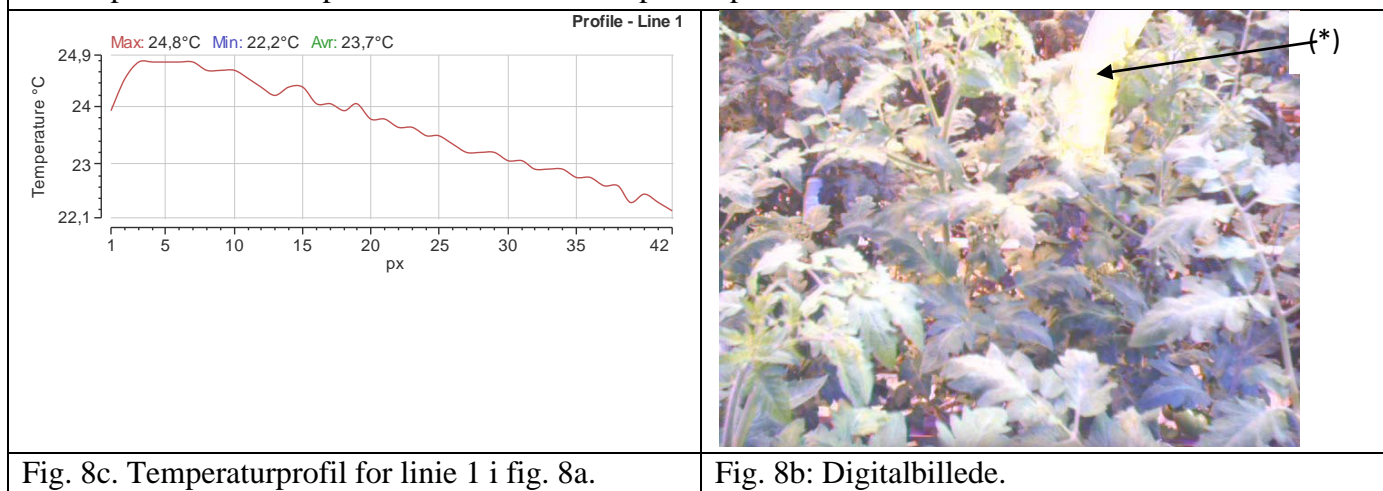 Profile - Line 1
Max: 24,8°C Min: 22,2°C Avr: 23,7°C
24,9
24
23
22,1
Temperature °C
1 5 10 15 20 25 30 35 42
px
(*)
Fig. 8c. Temperaturprofil for linie 1 i fig. 8a.
Fig. 8b: Digitalbillede.